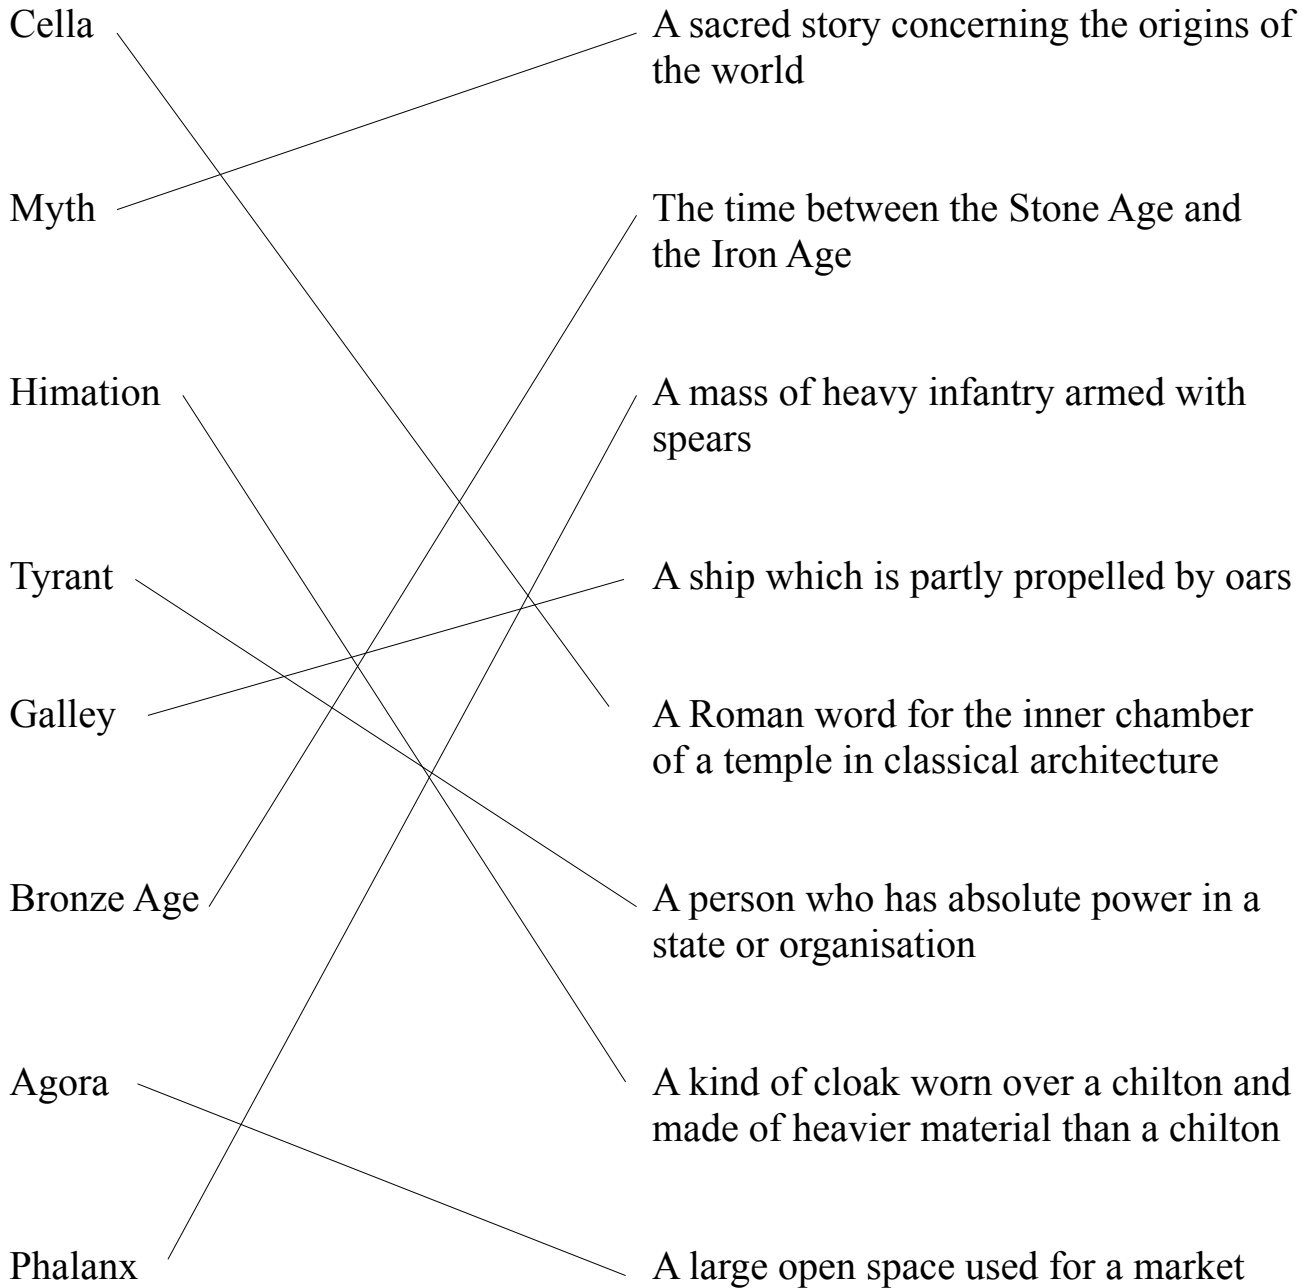 Cella
A sacred story concerning the origins of
the world
Myth
The time between the Stone Age and
the Iron Age
Himation
A mass of heavy infantry armed with
spears
Tyrant
A ship which is partly propelled by oars
Galley
A Roman word for the inner chamber
of a temple in classical architecture
Bronze Age
A person who has absolute power in a
state or organisation
Agora
A kind of cloak worn over a chilton and
made of heavier material than a chilton
Phalanx
A large open space used for a market